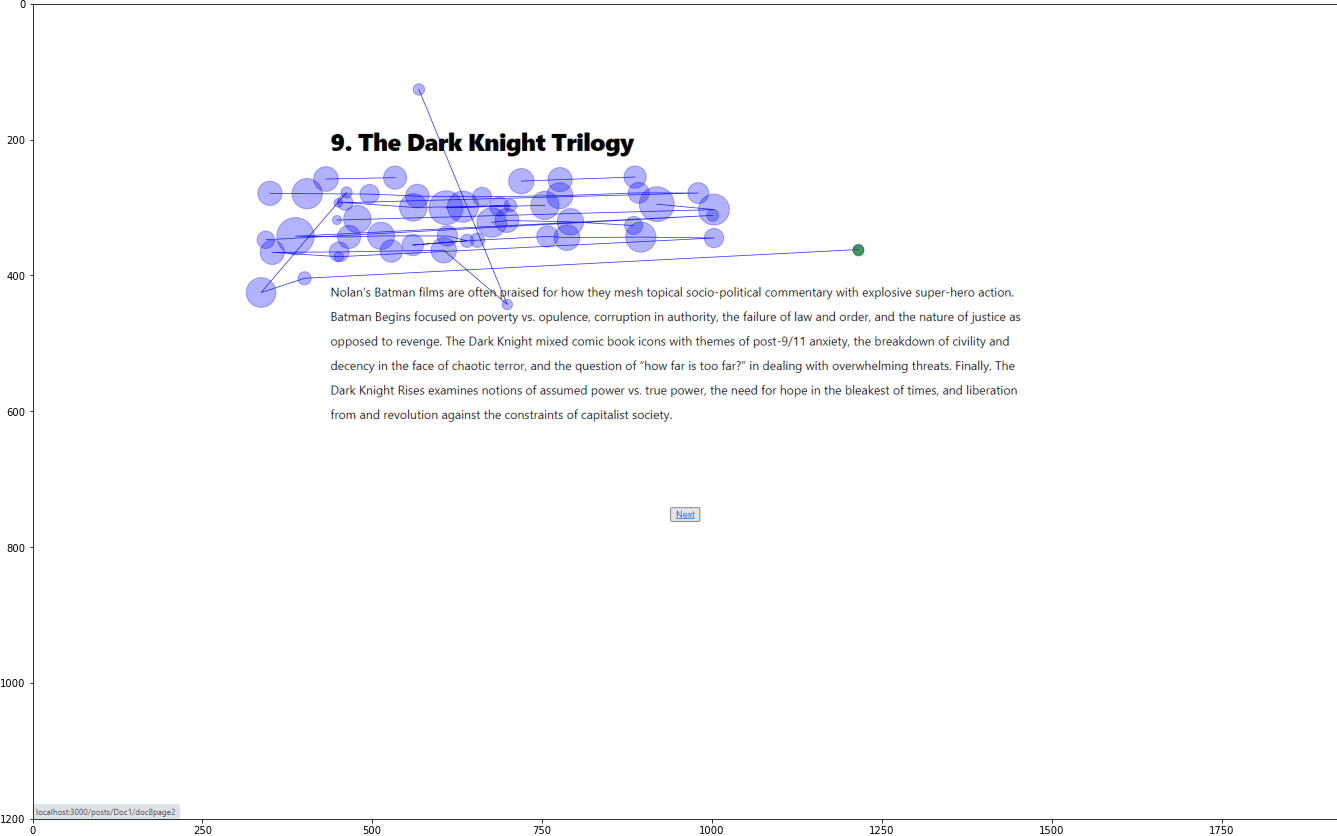 0
200
9. The Dark Knight Trilogy
400
Nolan's Batman films are often praised for how they mesh topical socio-political commentary with explosive super-hero action.
Batman Begins focused on poverty vs. opulence, corruption in authority, the failure of law and order, and the nature of justice as
opposed to revenge. The Dark Knight mixed comic book icons with themes of post-9/11 anxiety, the breakdown of civility and
decency in the face of chaotic terror, and the question of “how far is too far?” in dealing with overwhelming threats. Finally, The
Dark Knight Rises examines notions of assumed power vs. true power, the need for hope in the bleakest of times, and liberation
600
from and revolution against the constraints of capitalist society.
Next
800
1000
localhost:3000/posts/Doc1/doc8page2
1200
0 250 500 750 1000 1250 1500 1750